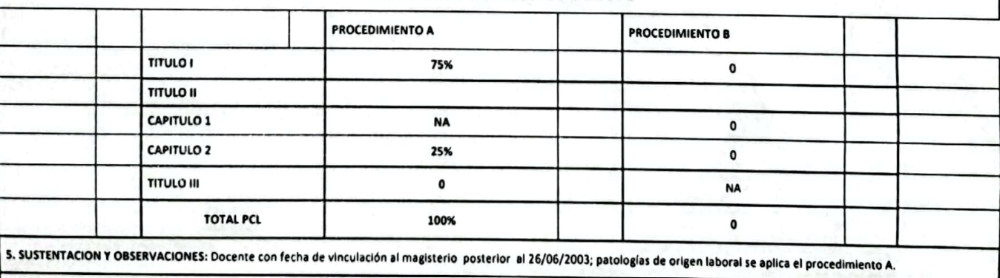 PROCEDIMIENTO A PROCEDIMIENTO B
TITULO I 75% 0
TITULO II
CAPITULO 1 NA 0
CAPITULO 2 25% 0
TITULO III 0 NA
TOTAL PCL 100% 0
5. SUSTENTACION Y OBSERVACIONES: Docente con fecha de vinculación al magisterio posterior al 26/06/2003; patologías de origen laboral se aplica el procedimiento A.